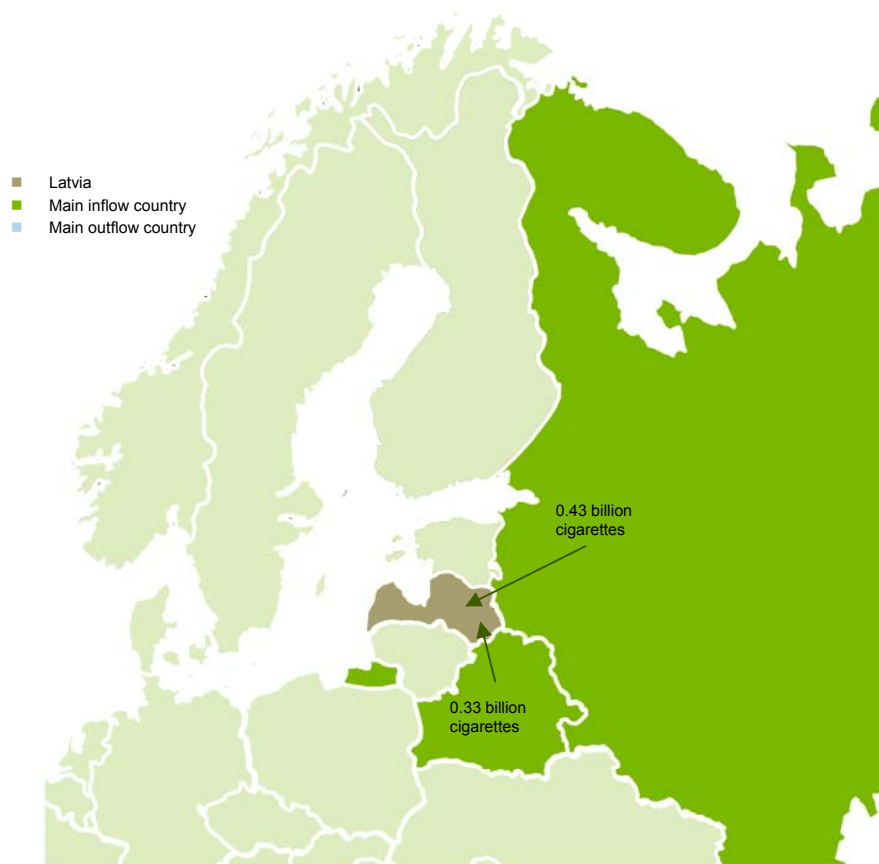 Latvia
Main inflow country
Main outflow country
0.43 billion
cigarettes
0.33 billion
cigarettes